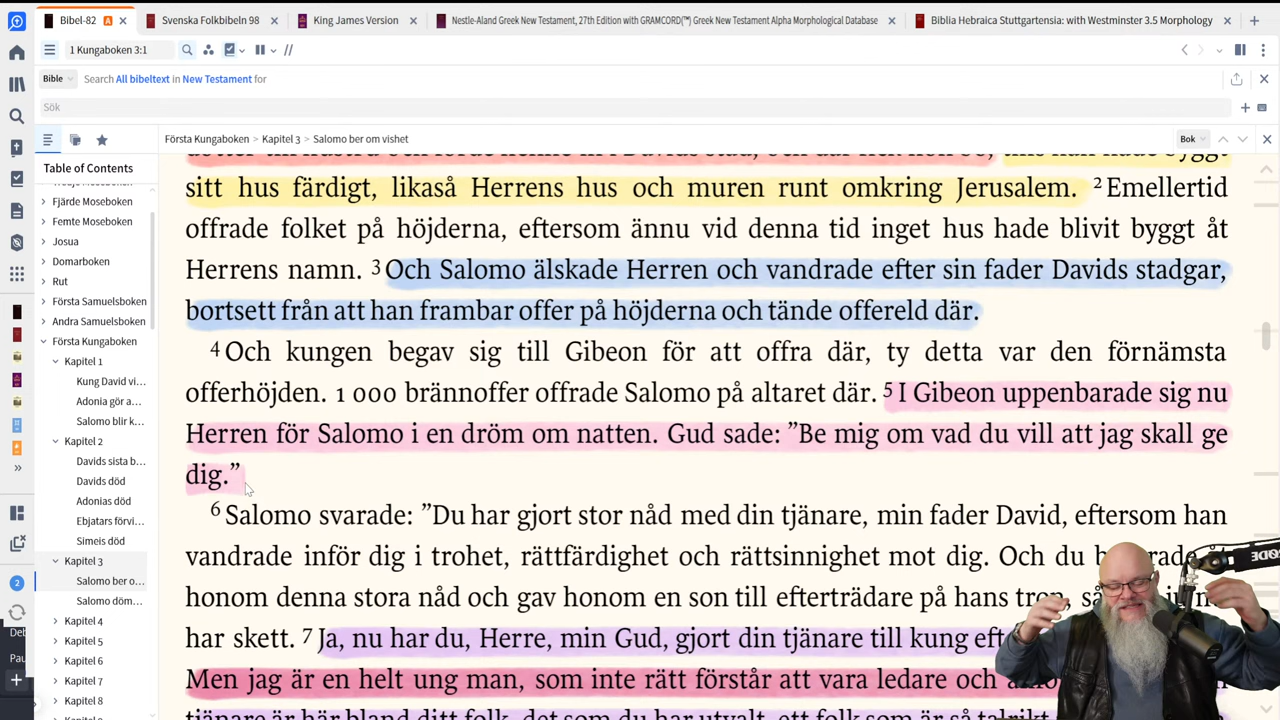 Bibel-82
A
Svenska Folkbibeln 98
King James Version
Nestle-Aland Greek New Testament, 27th Edition with GRAMCORD(™) Greek New Testament Alpha Morphological Database
Biblia Hebraica Stuttgartensia: with Westminster 3.5 Morphology
1 Kungaboken 3:1
//
Bible
Search All bibeltext in New Testament for
Sök
Första Kungaboken > Kapitel 3 > Salomo ber om vishet
Bok
Table of Contents
Fjärde Moseboken
Femte Moseboken
Josua
Domarboken
Rut
Första Samuelsboken
Andra Samuelsboken
Första Kungaboken
Kapitel 1
Kung David vi...
Adonia gör a...
Salomo blir k...
Kapitel 2
Davids sista b...
Davids död
Adonias död
Ebjatars förvi...
Simeis död
Kapitel 3
Salomo ber o...
Salomo döm...
Kapitel 4
Kapitel 5
Kapitel 6
Kapitel 7
Kapitel 8
2
sitt hus färdigt, likaså Herrens hus och muren runt omkring Jerusalem. 2 Emellertid
offrade folket på höjderna, eftersom ännu vid denna tid inget hus hade blivit byggt åt
Herrens namn. 3 Och Salomo älskade Herren och vandrade efter sin fader Davids stadgar,
bortsett från att han frambar offer på höjderna och tände offereld där.
4 Och kungen begav sig till Gibeon för att offra där, ty detta var den förnämsta
offerhöjden. 1 000 brännoffer offrade Salomo på altaret där. 5 I Gibeon uppenbarade sig nu
Herren för Salomo i en dröm om natten. Gud sade: ”Be mig om vad du vill att jag skall ge
dig.”
6 Salomo svarade: ”Du har gjort stor nåd med din tjänare, min fader David, eftersom han
vandrade inför dig i trohet, rättfärdighet och rättsinnighet mot dig. Och du
honom denna stora nåd och gav honom en son till efterträdare på hans
har skett. 7 Ja, nu har du, Herre, min Gud, gjort din tjänare till kung
Men jag är en helt ung man, som inte rätt förstår att vara ledare och